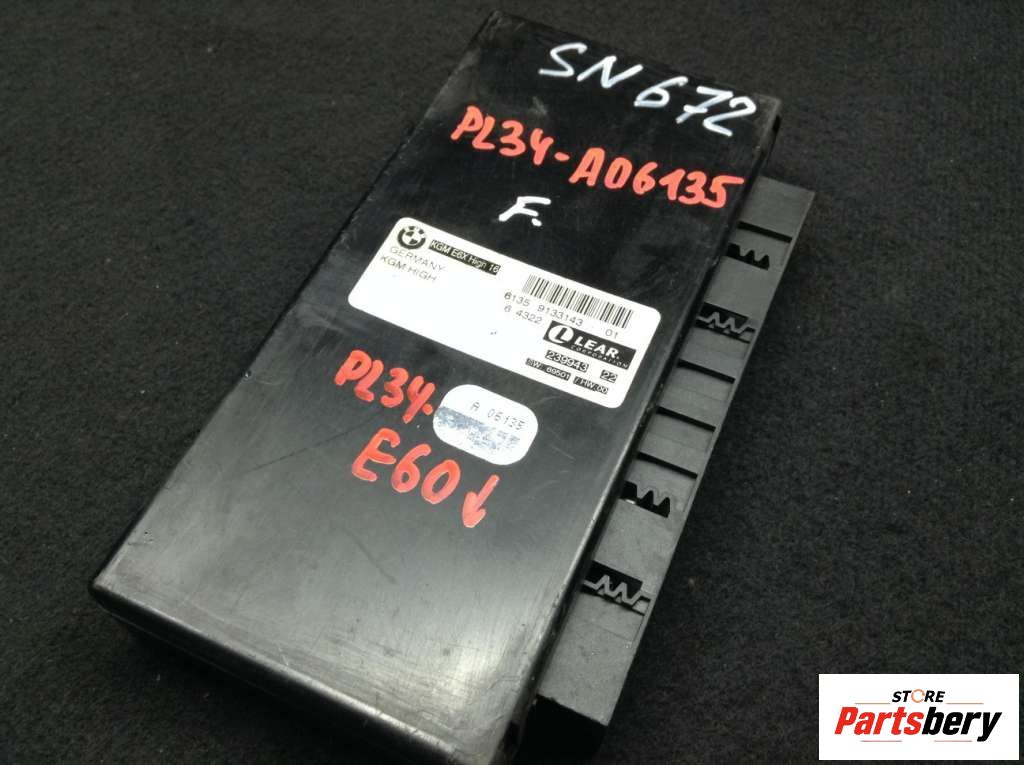 SN672
PL34-A06135
F.
KGM E6X High 16
GERMANY
KGM HIGH
6135 9133143 - 01
6 4322
LEAR.
CORPORATION
239943 22
SW: 69501 / HW:00
PL34.
A 06135
E60↓
STORE
Partsbery